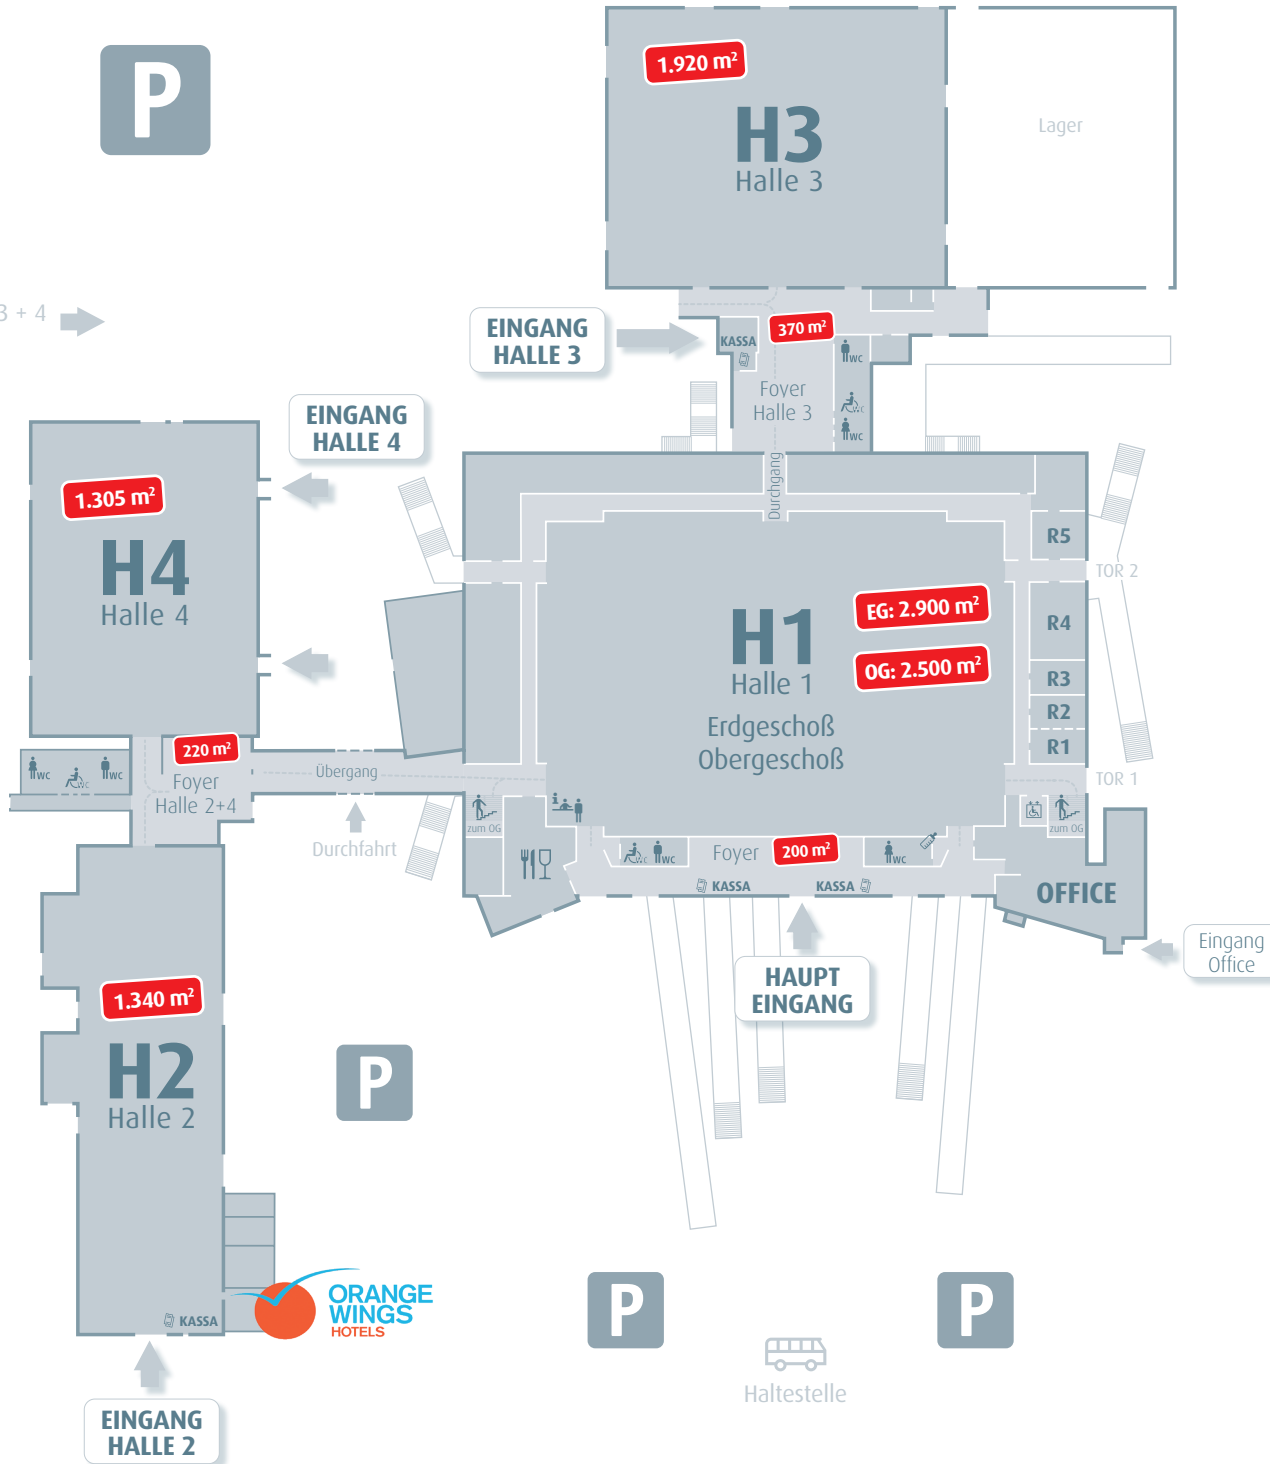 P
1.920 m²
H3
Halle 3
Lager
3 + 4
EINGANG
HALLE 3
KASSA
370 m²
WC
Foyer
Halle 3
WC
WC
EINGANG
HALLE 4
1.305 m²
H4
Halle 4
Durchgang
R5
TOR 2
EG: 2.900 m²
H1
Halle 1
OG: 2.500 m²
Erdgeschoß
Obergeschoß
R4
R3
R2
R1
TOR 1
220 m²
WC
WC
WC
Foyer
Halle 2+4
Übergang
Durchfahrt
zum OG
zum OG
WC
WC
Foyer
200 m²
WC
KASSA
KASSA
OFFICE
Eingang
Office
HAUPT
EINGANG
1.340 m²
H2
Halle 2
P
KASSA
ORANGE
WINGS
HOTELS
P
P
Haltestelle
EINGANG
HALLE 2